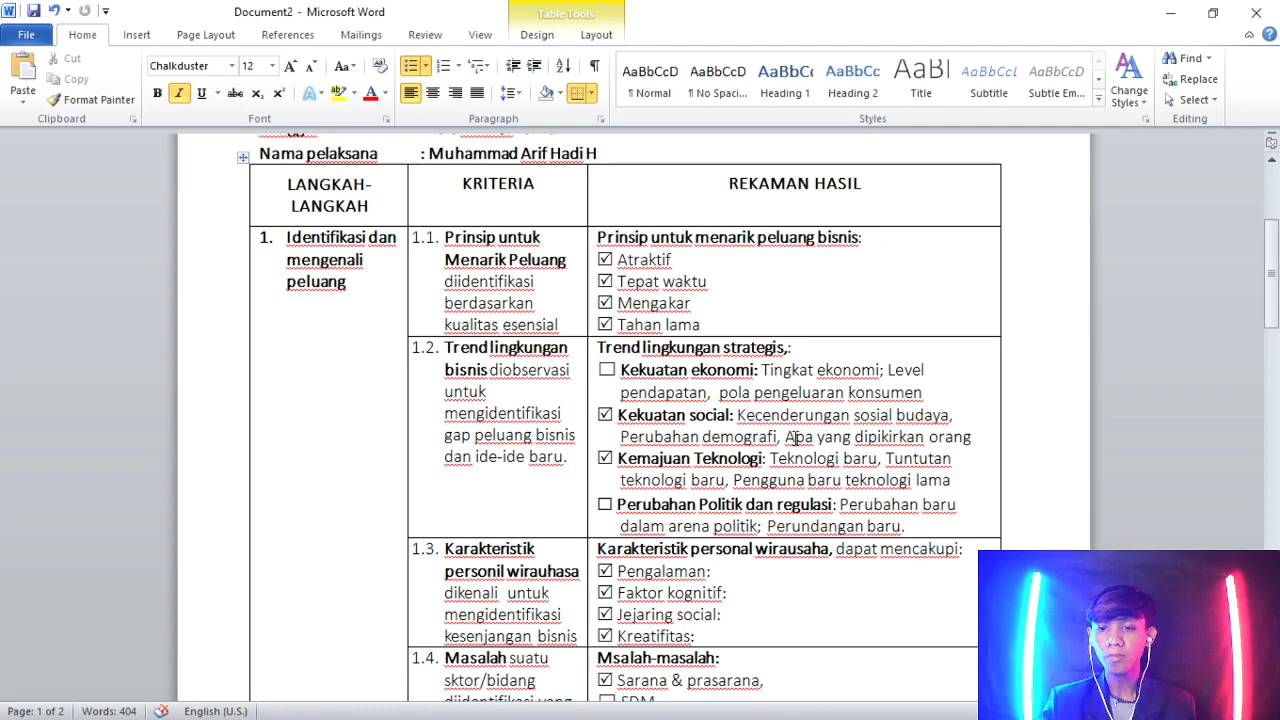 Document2 - Microsoft Word
Table Tools
File Home Insert Page Layout References Mailings Review View Design Layout
Cut
Copy
Format Painter
Paste
Clipboard
Chalkduster 12
Font
Paragraph
AaBbCcD AaBbCcD AaBbCc AaBbCc AaBbCcD AaBbCcD
¶ Normal ¶ No Spaci... Heading 1 Heading 2 Title Subtitle Subtle Em...
Change Styles
Styles
Find
Replace
Select
Editing
Nama pelaksana : Muhammad Arif Hadi H
LANGKAH-
LANGKAH
KRITERIA
REKAMAN HASIL
1. Identifikasi dan
mengenali
peluang
1.1. Prinsip untuk
Menarik Peluang
diidentifikasi
berdasarkan
kualitas esensial
Prinsip untuk menarik peluang bisnis:
☑ Atraktif
☑ Tepat waktu
☑ Mengakar
☑ Tahan lama
1.2. Trend lingkungan
bisnis diobservasi
untuk
mengidentifikasi
gap peluang bisnis
dan ide-ide baru.
Trend lingkungan strategis,:
☐ Kekuatan ekonomi: Tingkat ekonomi; Level
pendapatan, pola pengeluaran konsumen
☑ Kekuatan social: Kecenderungan sosial budaya,
Perubahan demografi, Apa yang dipikirkan orang
☑ Kemajuan Teknologi: Teknologi baru, Tuntutan
teknologi baru, Pengguna baru teknologi lama
☐ Perubahan Politik dan regulasi: Perubahan baru
dalam arena politik; Perundangan baru.
1.3. Karakteristik
personil wirauhasa
dikenali untuk
mengidentifikasi
kesenjangan bisnis
Karakteristik personal wirausaha, dapat mencakupi:
☑ Pengalaman:
☑ Faktor kognitif:
☑ Jejaring social:
☑ Kreatifitas:
1.4. Masalah suatu
sktor/bidang
diidentifikasi yang
Msalah-masalah:
☑ Sarana & prasarana,
☐ SDM
Page: 1 of 2 Words: 404 English (U.S.)